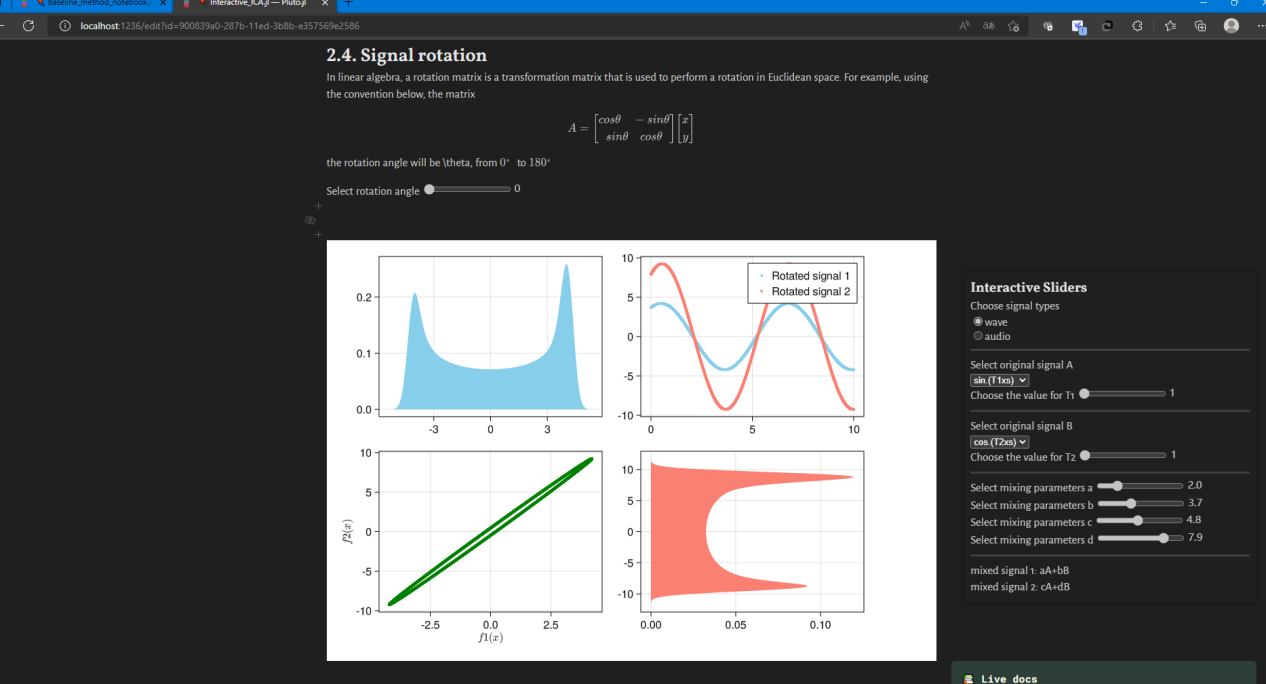 baseline_method_notebook.j
Interactive_ICA.jl — Pluto.jl
localhost:1236/edit?id=900839a0-287b-11ed-3b8b-e357569e2586
2.4. Signal rotation
In linear algebra, a rotation matrix is a transformation matrix that is used to perform a rotation in Euclidean space. For example, using
the convention below, the matrix
A = [cosθ − sinθ] [x]
[sinθ cosθ] [y]
the rotation angle will be \theta, from 0° to 180°
Select rotation angle 0
0.2
0.1
0.0
-3 0 3
10
5
0
-5
-10
0 5 10
Rotated signal 1
Rotated signal 2
10
5
0
-5
-10
f2(x)
-2.5 0.0 2.5
f1(x)
10
5
0
-5
-10
0.00 0.05 0.10
Interactive Sliders
Choose signal types
wave
audio
Select original signal A
sin.(T1xs)
Choose the value for T1 1
Select original signal B
cos.(T2xs)
Choose the value for T2 1
Select mixing parameters a 2.0
Select mixing parameters b 3.7
Select mixing parameters c 4.8
Select mixing parameters d 7.9
mixed signal 1: aA+bB
mixed signal 2: cA+dB
Live docs